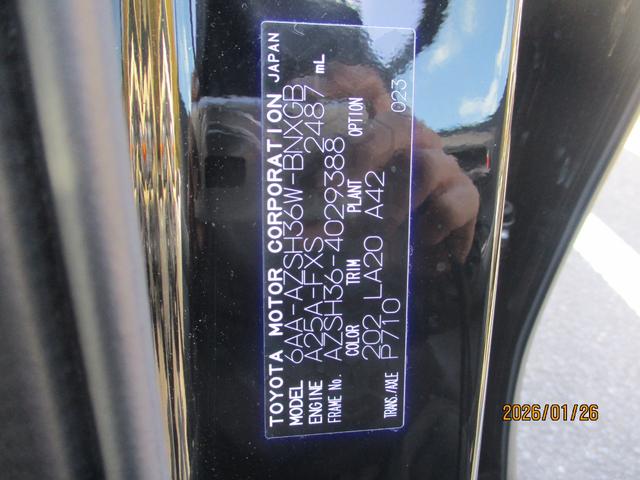 TOYOTA MOTOR CORPORATION JAPAN
MODEL 6AA-AZSH36W-BNXGB
ENGINE A25A-FXS 2487 mL
FRAME No. AZSH36-4029388
COLOR TRIM PLANT OPTION
202 LA20 A42
TRANS./AXLE P710 023
2026/01/26